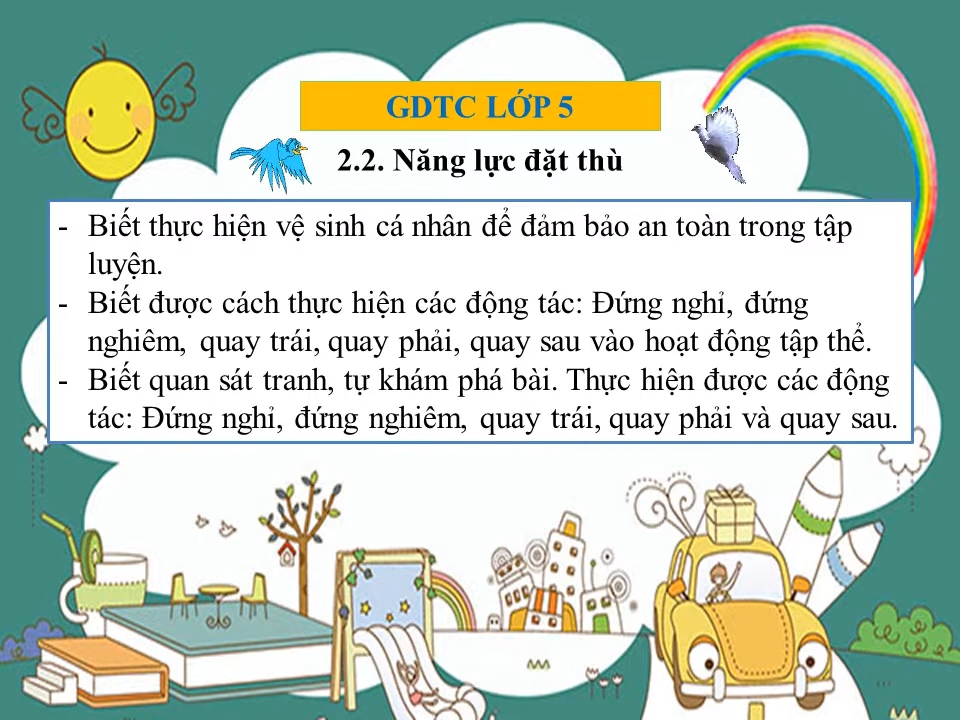 GDTC LỚP 5
2.2. Năng lực đặt thù
- Biết thực hiện vệ sinh cá nhân để đảm bảo an toàn trong tập
luyện.
- Biết được cách thực hiện các động tác: Đứng nghỉ, đứng
nghiêm, quay trái, quay phải, quay sau vào hoạt động tập thể.
- Biết quan sát tranh, tự khám phá bài. Thực hiện được các động
tác: Đứng nghỉ, đứng nghiêm, quay trái, quay phải và quay sau.